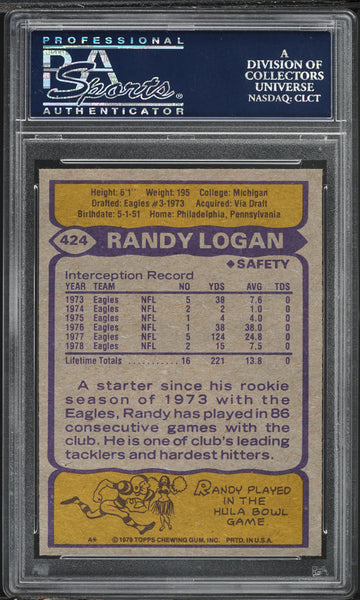 PROFESSIONAL
PSA
Sports
AUTHENTICATOR
A
DIVISION OF
COLLECTORS
UNIVERSE
NASDAQ: CLCT
Height: 6'1" Weight: 195 College: Michigan
Drafted: Eagles #3-1973 Acquired: Via Draft
Birthdate: 5-1-51 Home: Philadelphia, Pennsylvania
424 RANDY LOGAN
◆SAFETY
Interception Record
YEAR TEAM NO YDS AVG TDS
1973 Eagles NFL 5 38 7.6 0
1974 Eagles NFL 2 2 1.0 0
1975 Eagles NFL 1 4 4.0 0
1976 Eagles NFL 1 38 38.0 0
1977 Eagles NFL 5 124 24.8 0
1978 Eagles NFL 2 15 7.5 0
Lifetime Totals 16 221 13.8 0
A starter since his rookie
season of 1973 with the
Eagles, Randy has played in 86
consecutive games with the
club. He is one of club's leading
tacklers and hardest hitters.
RANDY PLAYED
IN THE
HULA BOWL
GAME.
A* © 1979 TOPPS CHEWING GUM, INC. PRTD. IN U.S.A.